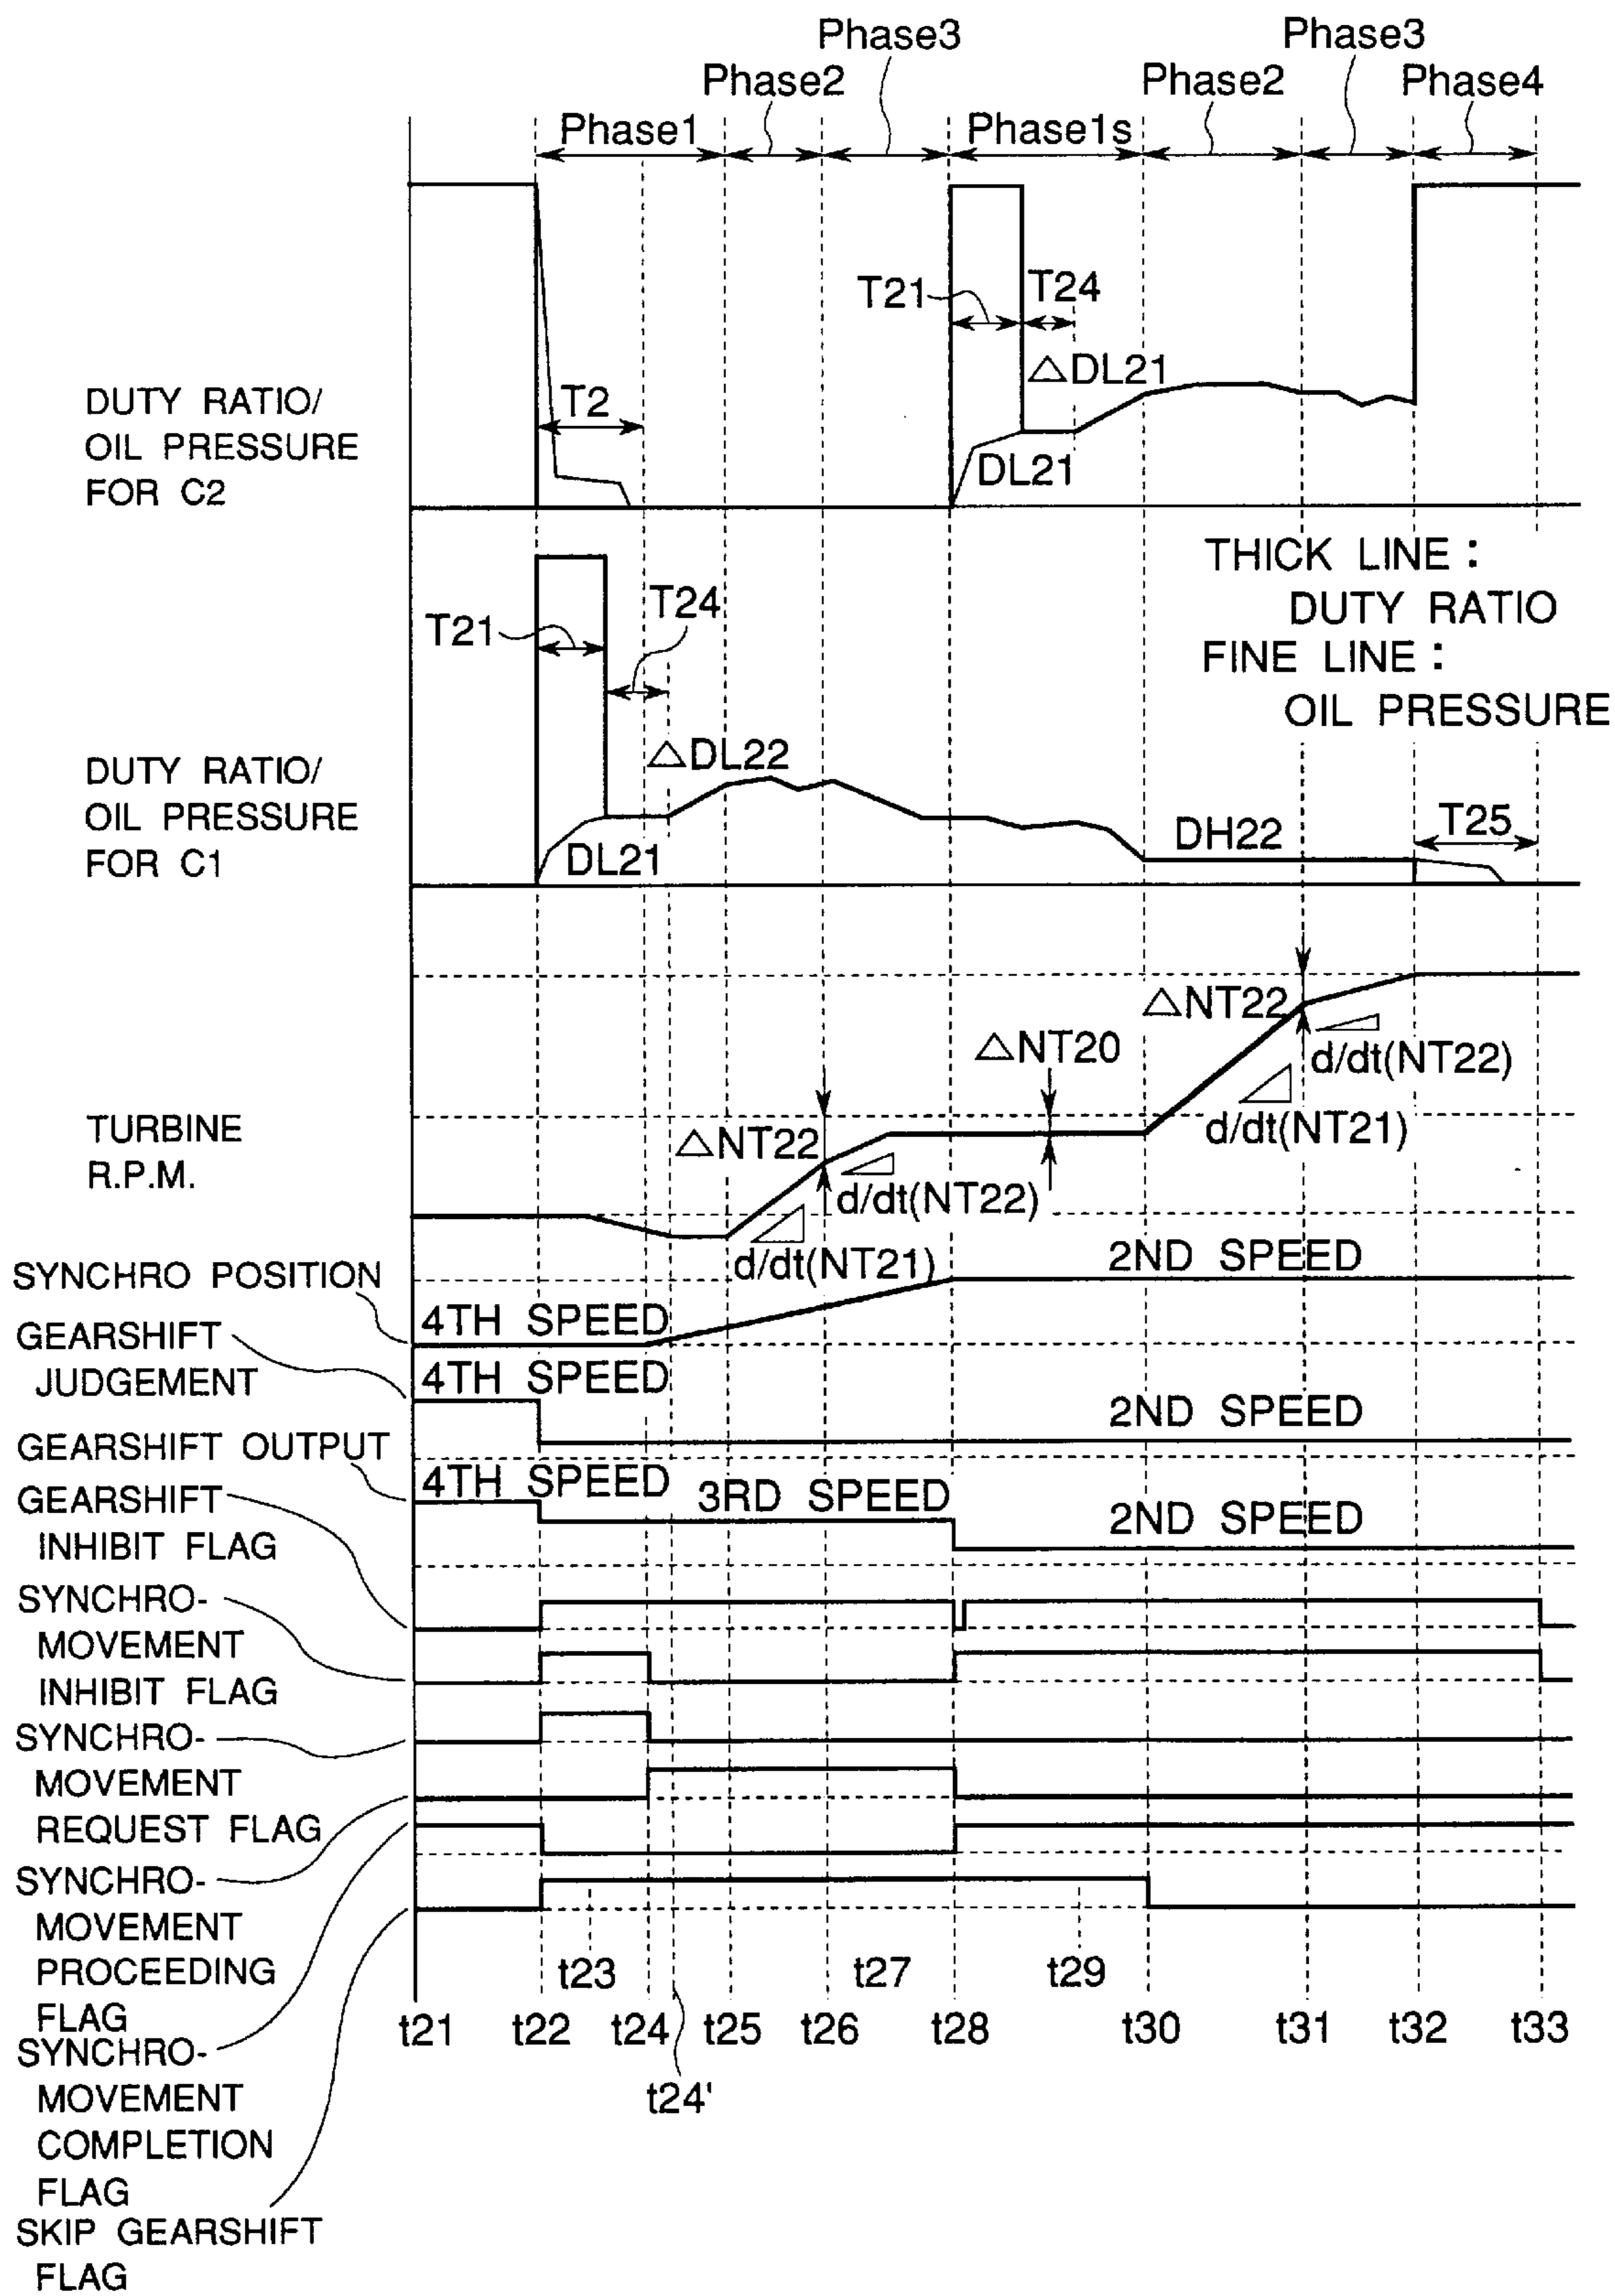 Phase3
Phase3
Phase2
Phase2
Phase4
Phase1
Phase1s
T21
T24
△DL21
DUTY RATIO/
OIL PRESSURE
FOR C2
T2
DL21
THICK LINE :
DUTY RATIO
FINE LINE :
OIL PRESSURE
T21
T24
△DL22
DUTY RATIO/
OIL PRESSURE
FOR C1
DL21
DH22
T25
△NT22
△NT20
d/dt(NT22)
d/dt(NT21)
TURBINE
R.P.M.
△NT22
d/dt(NT22)
d/dt(NT21)
SYNCHRO POSITION
4TH SPEED
2ND SPEED
GEARSHIFT
JUDGEMENT
4TH SPEED
2ND SPEED
GEARSHIFT OUTPUT
4TH SPEED
3RD SPEED
2ND SPEED
GEARSHIFT
INHIBIT FLAG
SYNCHRO-
MOVEMENT
INHIBIT FLAG
SYNCHRO-
MOVEMENT
REQUEST FLAG
SYNCHRO-
MOVEMENT
PROCEEDING
FLAG
SYNCHRO-
MOVEMENT
COMPLETION
FLAG
SKIP GEARSHIFT
FLAG
t23
t27
t29
t21
t22
t24
t25
t26
t28
t30
t31
t32
t33
t24'